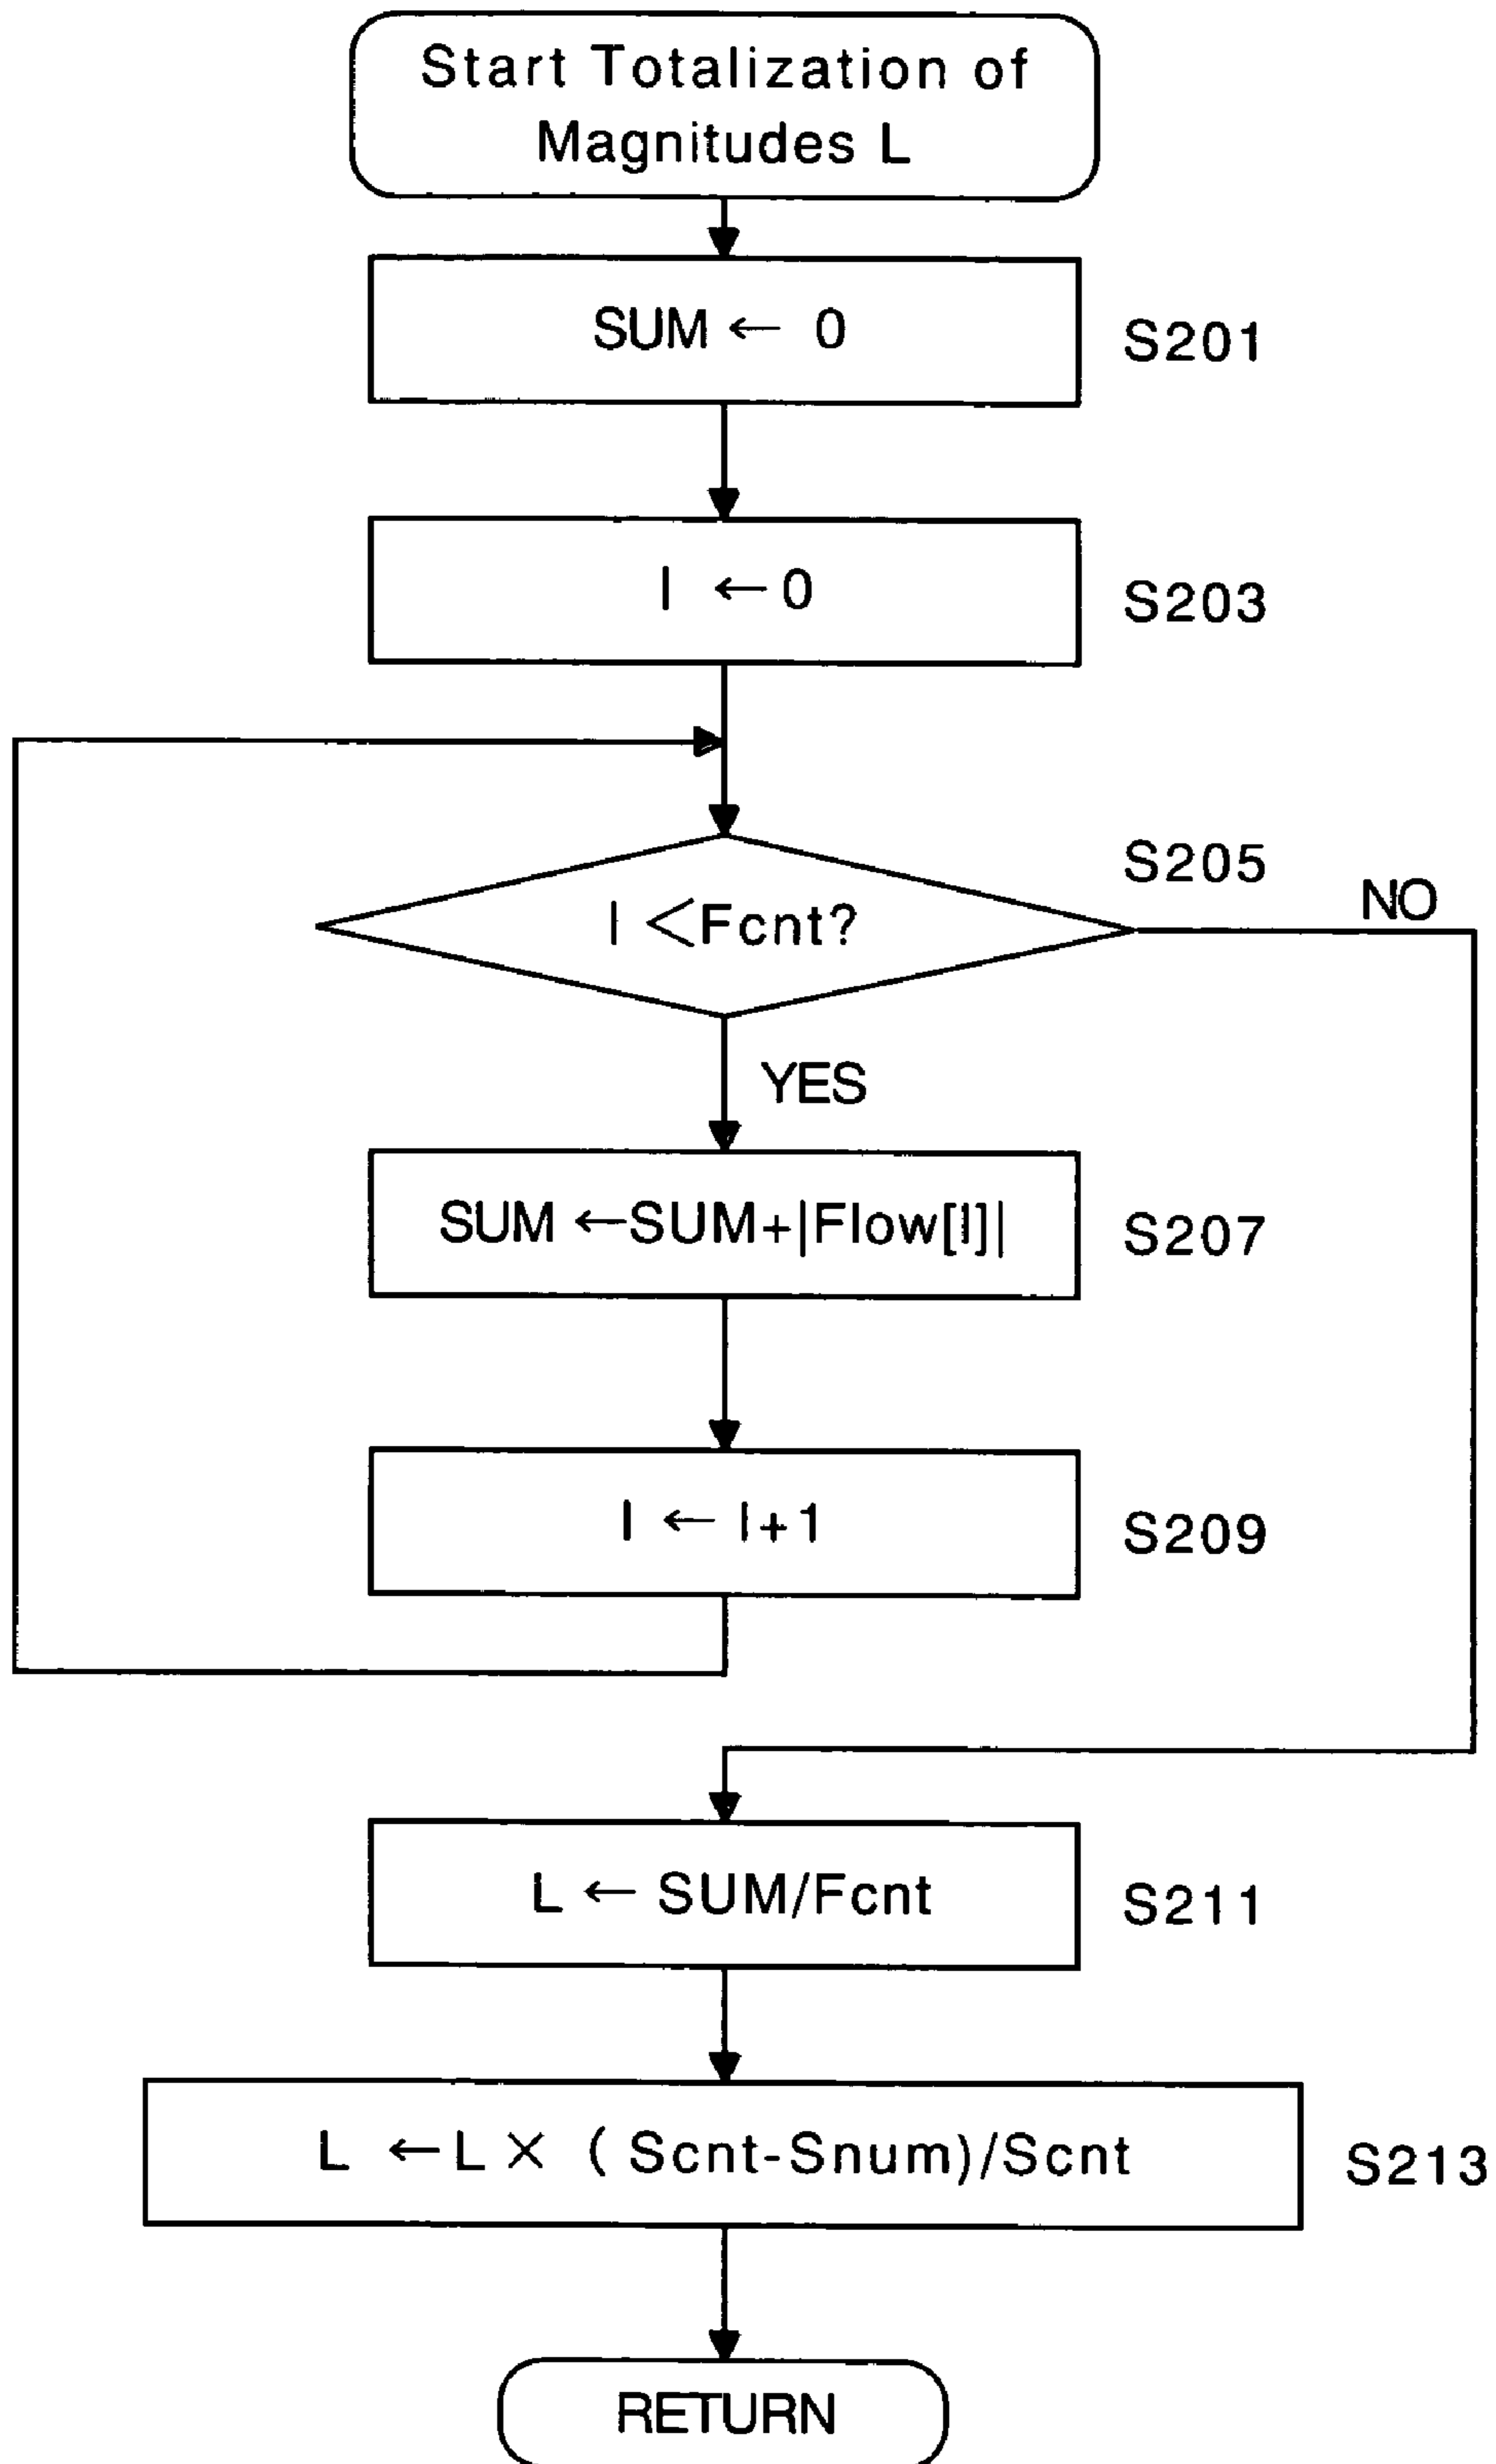 Start Totalization of
Magnitudes L
SUM ← 0
S201
I ← 0
S203
S205
NO
I <Fcnt?
YES
SUM ←SUM+|Flow[I]|
S207
I ← I+1
S209
L ← SUM/Fcnt
S211
L ← L × ( Scnt-Snum)/Scnt
S213
RETURN